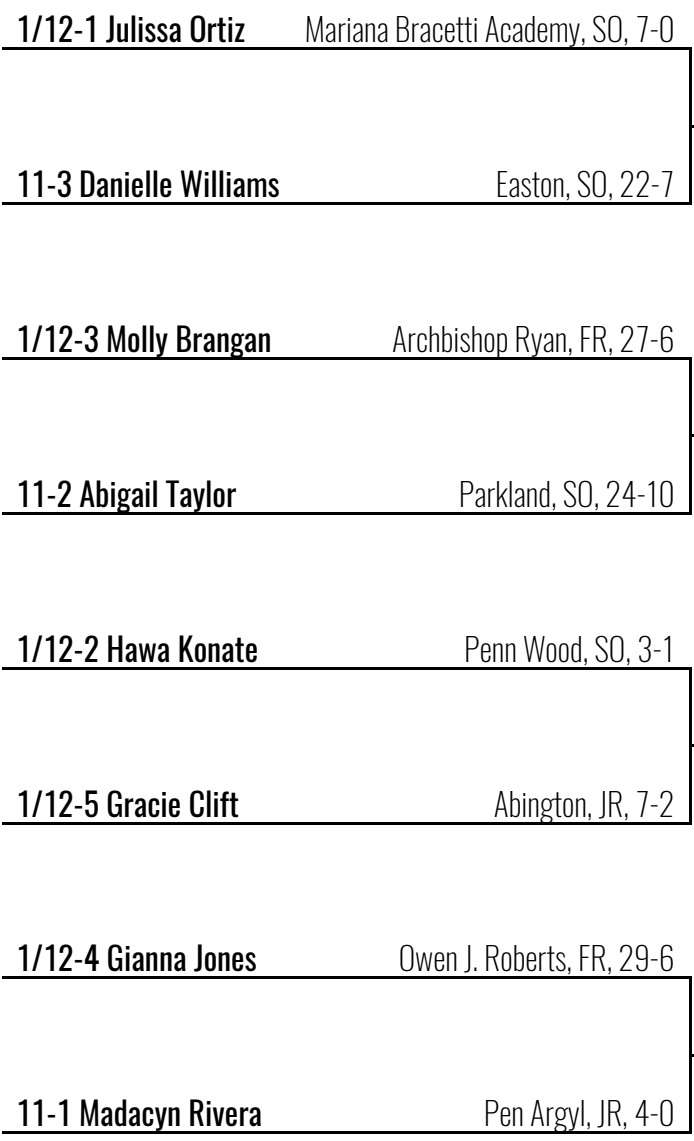 1/12-1 Julissa Ortiz Mariana Bracetti Academy, SO, 7-0
11-3 Danielle Williams Easton, SO, 22-7
1/12-3 Molly Brangan Archbishop Ryan, FR, 27-6
11-2 Abigail Taylor Parkland, SO, 24-10
1/12-2 Hawa Konate Penn Wood, SO, 3-1
1/12-5 Gracie Clift Abington, JR, 7-2
1/12-4 Gianna Jones Owen J. Roberts, FR, 29-6
11-1 Madacyn Rivera Pen Argyl, JR, 4-0